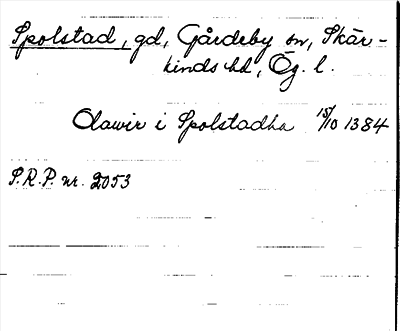 Spolstad, gd, Gårdeby sn, Skär-
kinds hd, Ög. l.
Olawir i Spolstadha 15/10 1384
S.R.P. nr. 2053